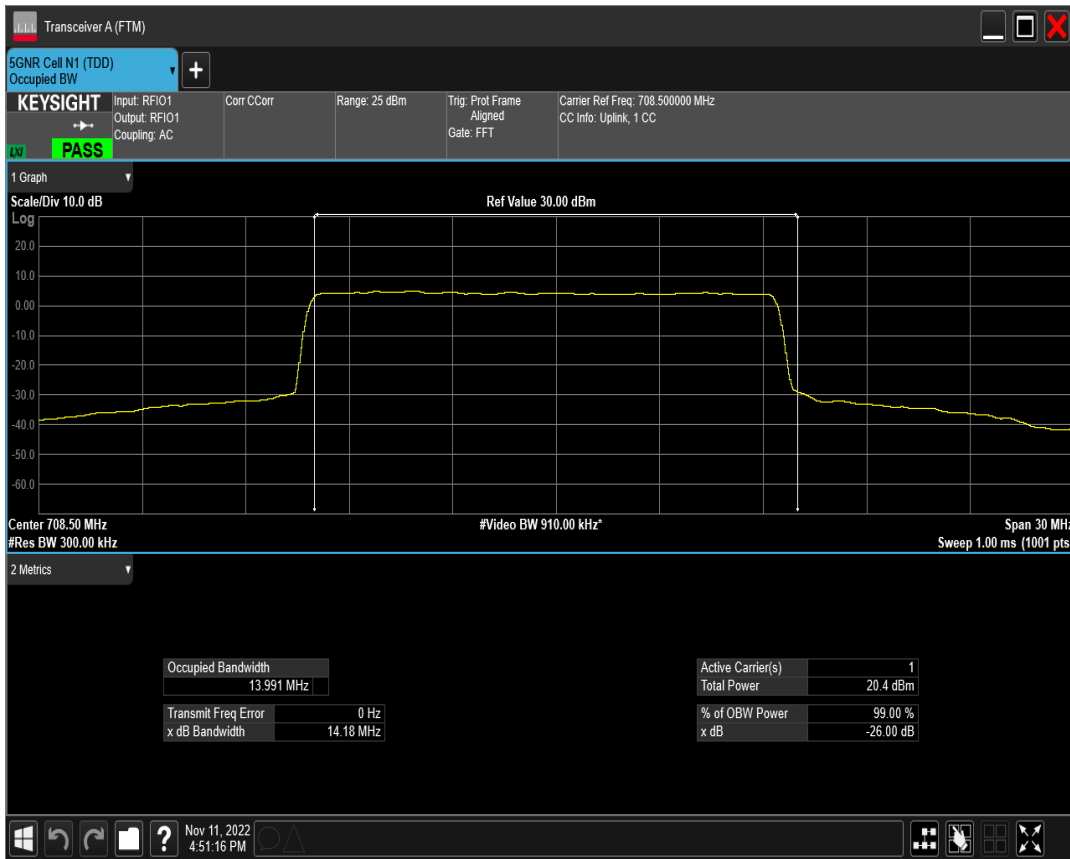 Transceiver A (FTM)
5GNR Cell N1 (TDD)
Occupied BW
+
KEYSIGHT
LXI
PASS
Input: RFIO1
Output: RFIO1
Coupling: AC
Corr CCorr
Range: 25 dBm
Trig: Prot Frame
Aligned
Gate: FFT
Carrier Ref Freq: 708.500000 MHz
CC Info: Uplink, 1 CC
1 Graph
Scale/Div 10.0 dB
Ref Value 30.00 dBm
Log
20.0
10.0
0.00
-10.0
-20.0
-30.0
-40.0
-50.0
-60.0
Center 708.50 MHz
#Video BW 910.00 kHz*
Span 30 MHz
#Res BW 300.00 kHz
Sweep 1.00 ms (1001 pts
2 Metrics
Occupied Bandwidth
13.991 MHz
Transmit Freq Error 0 Hz
x dB Bandwidth 14.18 MHz
Active Carrier(s) 1
Total Power 20.4 dBm
% of OBW Power 99.00 %
x dB -26.00 dB
?
Nov 11, 2022
4:51:16 PM